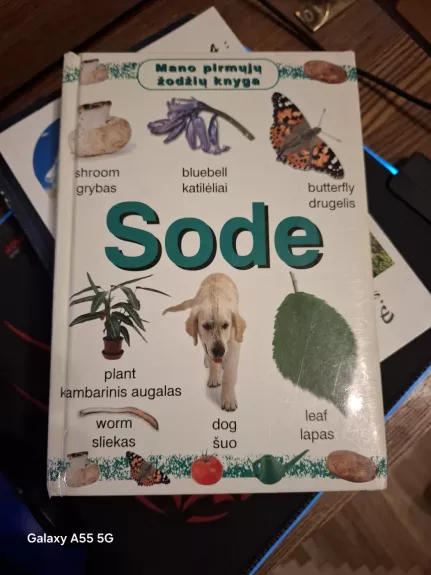 Mano pirmųjų
žodžių knyga
shroom
grybas
bluebell
katilėliai
butterfly
drugelis
Sode
plant
kambarinis augalas
worm
sliekas
dog
šuo
leaf
lapas
Galaxy A55 5G